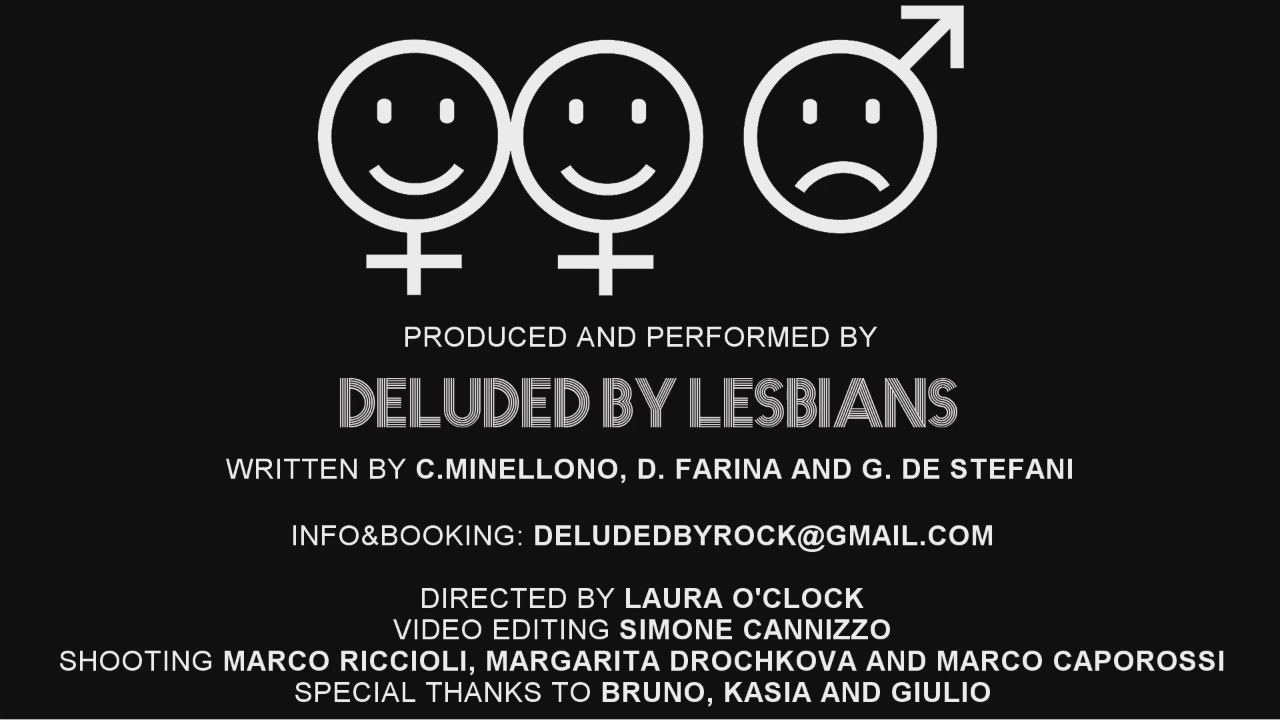 PRODUCED AND PERFORMED BY
DELUDED BY LESBIANS
WRITTEN BY C.MINELLONO, D. FARINA AND G. DE STEFANI
INFO&BOOKING: DELUDEDBYROCK@GMAIL.COM
DIRECTED BY LAURA O'CLOCK
VIDEO EDITING SIMONE CANNIZZO
SHOOTING MARCO RICCIOLI, MARGARITA DROCHKOVA AND MARCO CAPOROSSI
SPECIAL THANKS TO BRUNO, KASIA AND GIULIO